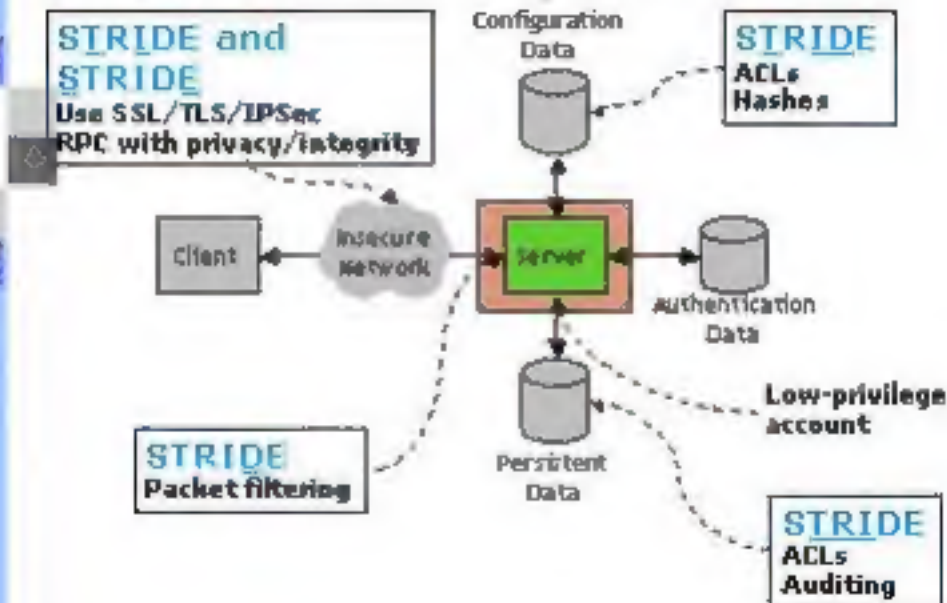 STRIDE and
STRIDE
Use SSL/TLS/IPSec
RPC with privacy/integrity
Configuration
Data
STRIDE
ACLs
Hashes
Client
Insecure
Network
Server
Authentication
Data
Low-privilege
account
STRIDE
Packet filtering
Persistent
Data
STRIDE
ACLs
Auditing